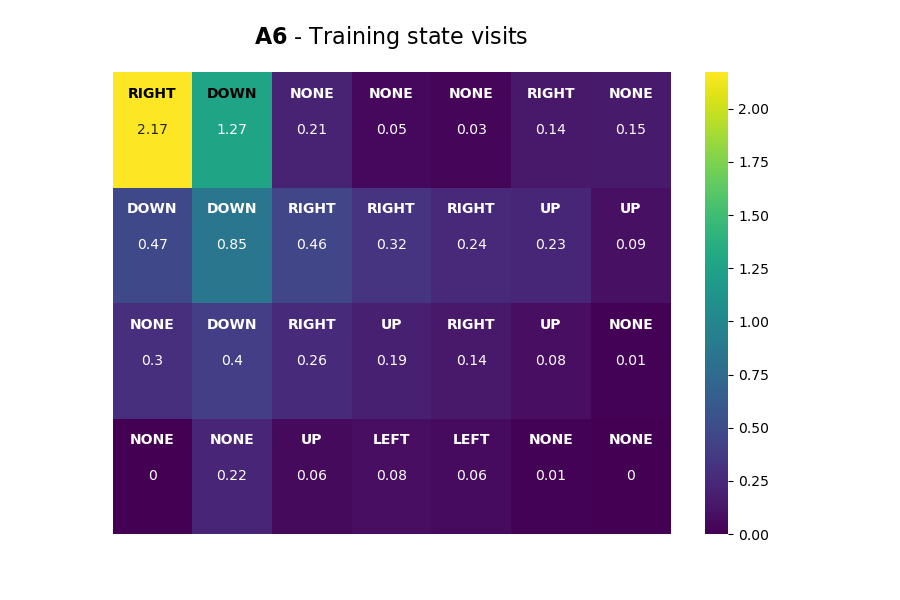 A6 - Training state visits
RIGHT DOWN NONE NONE NONE RIGHT NONE
2.17 1.27 0.21 0.05 0.03 0.14 0.15
DOWN DOWN RIGHT RIGHT RIGHT UP UP
0.47 0.85 0.46 0.32 0.24 0.23 0.09
NONE DOWN RIGHT UP RIGHT UP NONE
0.3 0.4 0.26 0.19 0.14 0.08 0.01
NONE NONE UP LEFT LEFT NONE NONE
0 0.22 0.06 0.08 0.06 0.01 0
2.00
1.75
1.50
1.25
1.00
0.75
0.50
0.25
0.00